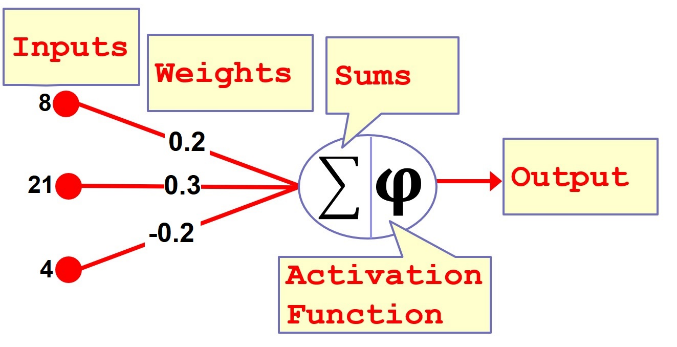 Inputs
Weights
Sums
8
0.2
21
0.3
∑ φ
Output
-0.2
4
Activation
Function